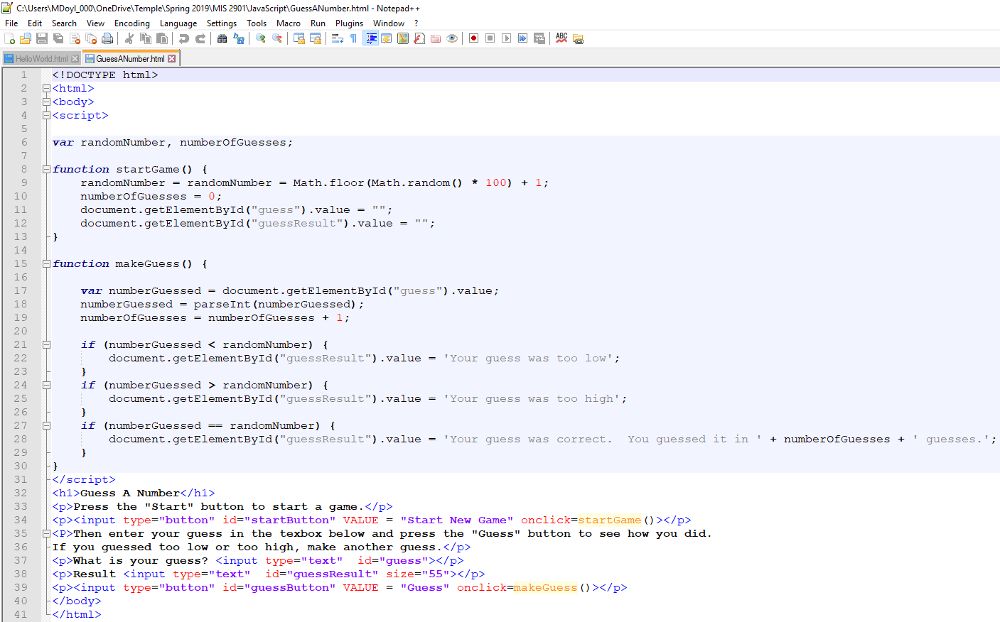 C:\Users\MDoyl_000\OneDrive\Temple\Spring 2019\MIS 2901\JavaScript\GuessANumber.html - Notepad++
File Edit Search View Encoding Language Settings Tools Macro Run Plugins Window ?
HelloWorld.html GuessANumber.html
1 <!DOCTYPE html>
2 <html>
3 <body>
4 <script>
5
6 var randomNumber, numberOfGuesses;
7
8 function startGame() {
9     randomNumber = randomNumber = Math.floor(Math.random() * 100) + 1;
10     numberOfGuesses = 0;
11     document.getElementById("guess").value = "";
12     document.getElementById("guessResult").value = "";
13 }
14
15 function makeGuess() {
16
17     var numberGuessed = document.getElementById("guess").value;
18     numberGuessed = parseInt(numberGuessed);
19     numberOfGuesses = numberOfGuesses + 1;
20
21     if (numberGuessed < randomNumber) {
22         document.getElementById("guessResult").value = 'Your guess was too low';
23     }
24     if (numberGuessed > randomNumber) {
25         document.getElementById("guessResult").value = 'Your guess was too high';
26     }
27     if (numberGuessed == randomNumber) {
28         document.getElementById("guessResult").value = 'Your guess was correct.  You guessed it in ' + numberOfGuesses + ' guesses.';
29     }
30 }
31 </script>
32 <h1>Guess A Number</h1>
33 <p>Press the "Start" button to start a game.</p>
34 <p><input type="button" id="startButton" VALUE = "Start New Game" onclick=startGame()></p>
35 <P>Then enter your guess in the texbox below and press the "Guess" button to see how you did.
36 If you guessed too low or too high, make another guess.</p>
37 <p>What is your guess? <input type="text"  id="guess"></p>
38 <p>Result <input type="text"  id="guessResult" size="55"></p>
39 <p><input type="button" id="guessButton" VALUE = "Guess" onclick=makeGuess()></p>
40 </body>
41 </html>